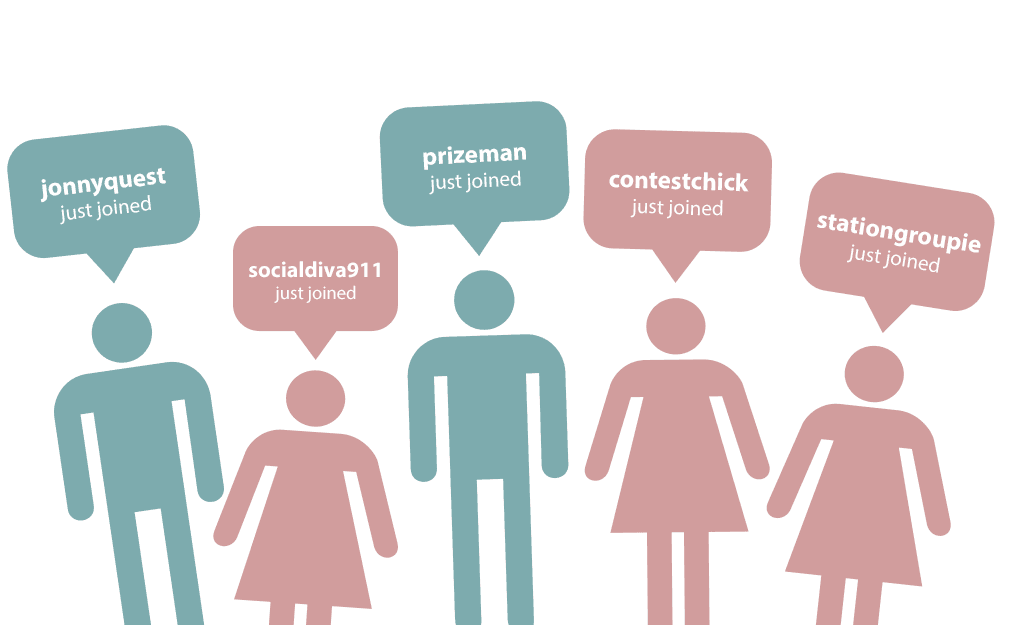 jonnyquest
just joined
socialdiva911
just joined
prizeman
just joined
contestchick
just joined
stationgroupie
just joined